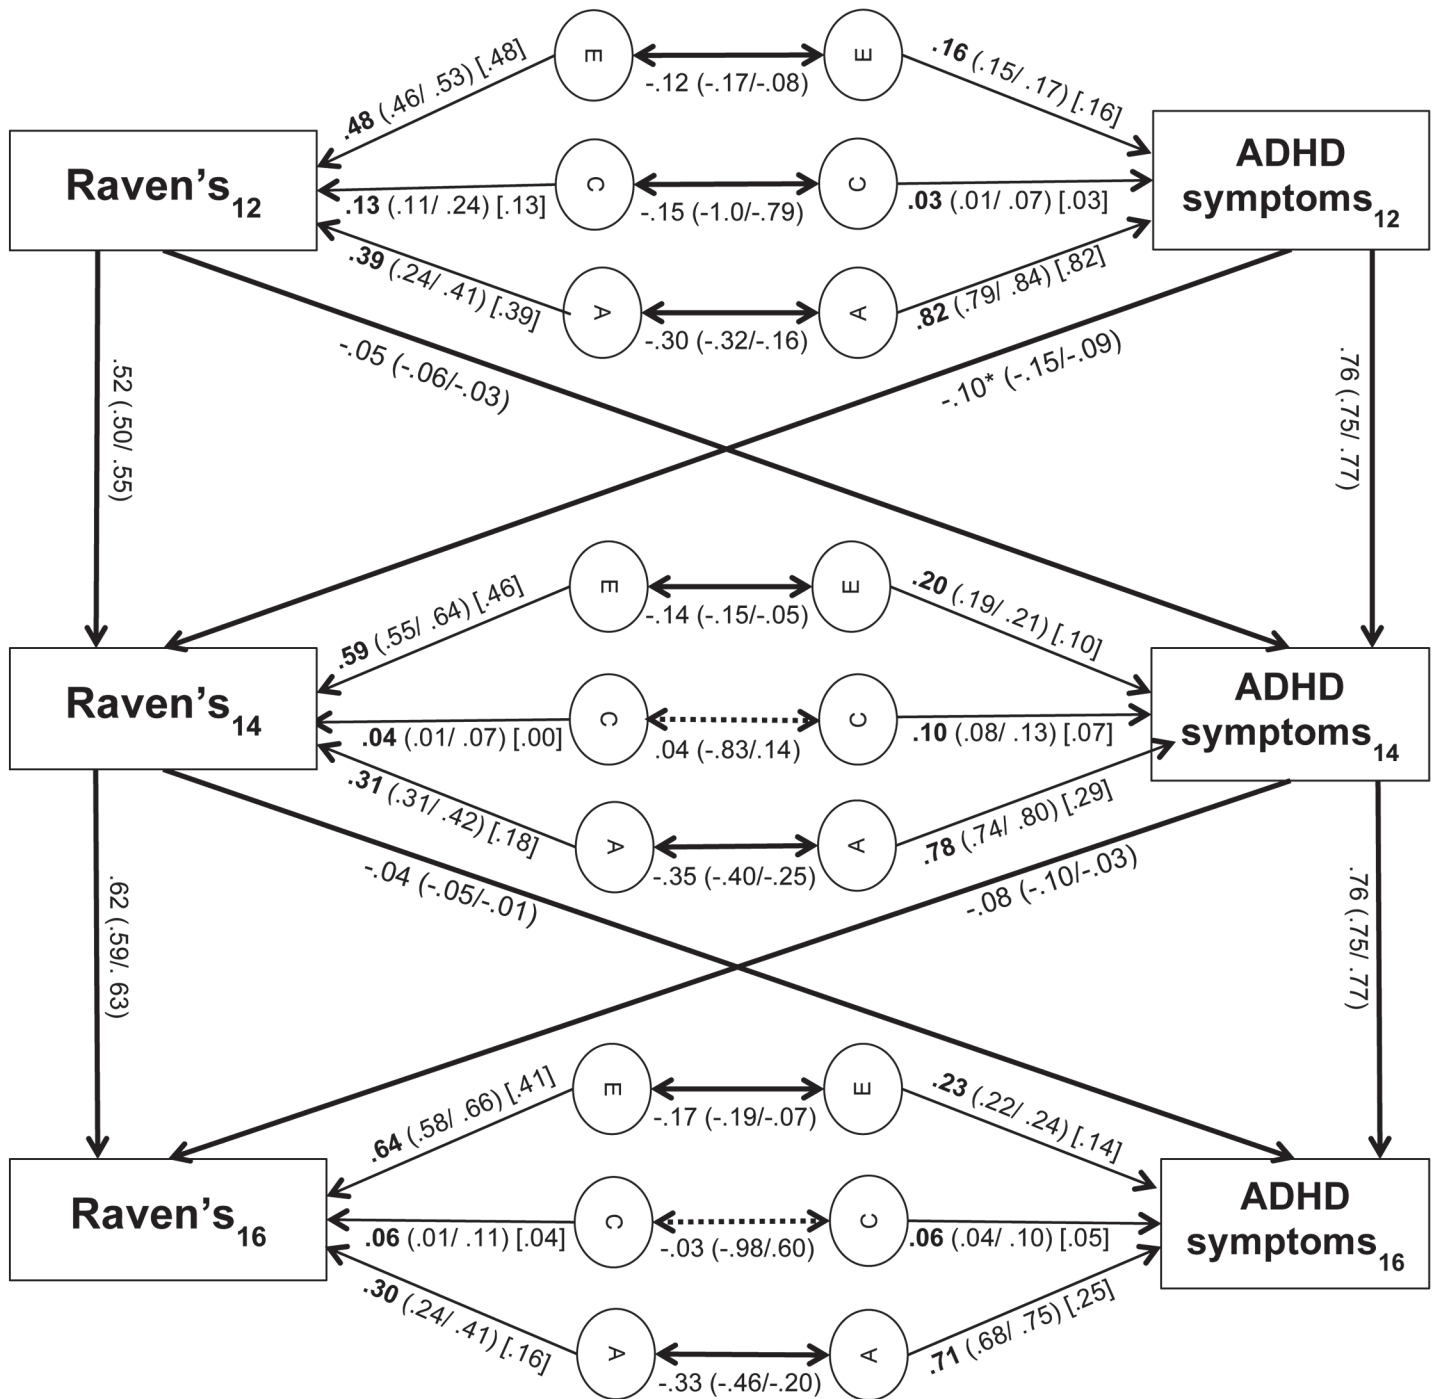 E
E
-.12 (-.17/-.08)
.48 (.46/ .53) [.48]
.16 (.15/ .17) [.16]
Raven’s12
ADHD
symptoms12
C
C
.13 (.11/ .24) [.13]
-.15 (-1.0/-.79)
.03 (.01/ .07) [.03]
.39 (.24/ .41) [.39]
A
A
-.30 (-.32/-.16)
.82 (.79/ .84) [.82]
.52 (.50/ .55)
-.05 (-.06/-.03)
-.10* (-.15/-.09)
.76 (.75/ .77)
E
E
-.14 (-.15/-.05)
.59 (.55/ .64) [.46]
.20 (.19/ .21) [.10]
Raven’s14
ADHD
symptoms14
C
C
.04 (.01/ .07) [.00]
.04 (-.83/.14)
.10 (.08/ .13) [.07]
.31 (.31/ .42) [.18]
A
A
-.35 (-.40/-.25)
.78 (.74/ .80) [.29]
.62 (.59/. 63)
-.04 (-.05/-.01)
-.08 (-.10/-.03)
.76 (.75/ .77)
E
E
-.17 (-.19/-.07)
.64 (.58/ .66) [.41]
.23 (.22/ .24) [.14]
Raven’s16
ADHD
symptoms16
C
C
.06 (.01/ .11) [.04]
-.03 (-.98/.60)
.06 (.04/ .10) [.05]
.30 (.24/ .41) [.16]
A
A
-.33 (-.46/-.20)
.71 (.68/ .75) [.25]